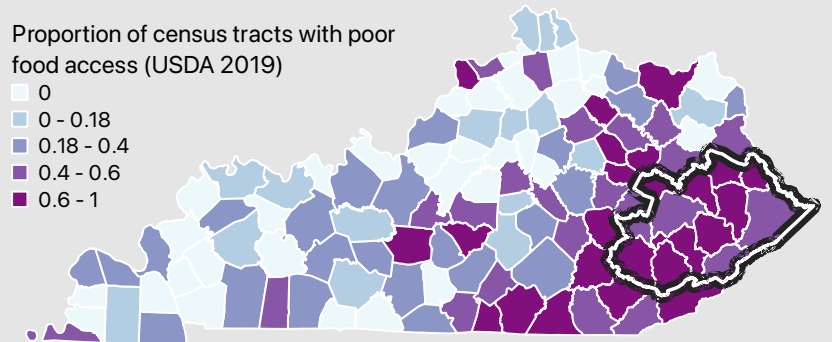 Proportion of census tracts with poor
food access (USDA 2019)
0
0 - 0.18
0.18 - 0.4
0.4 - 0.6
0.6 - 1